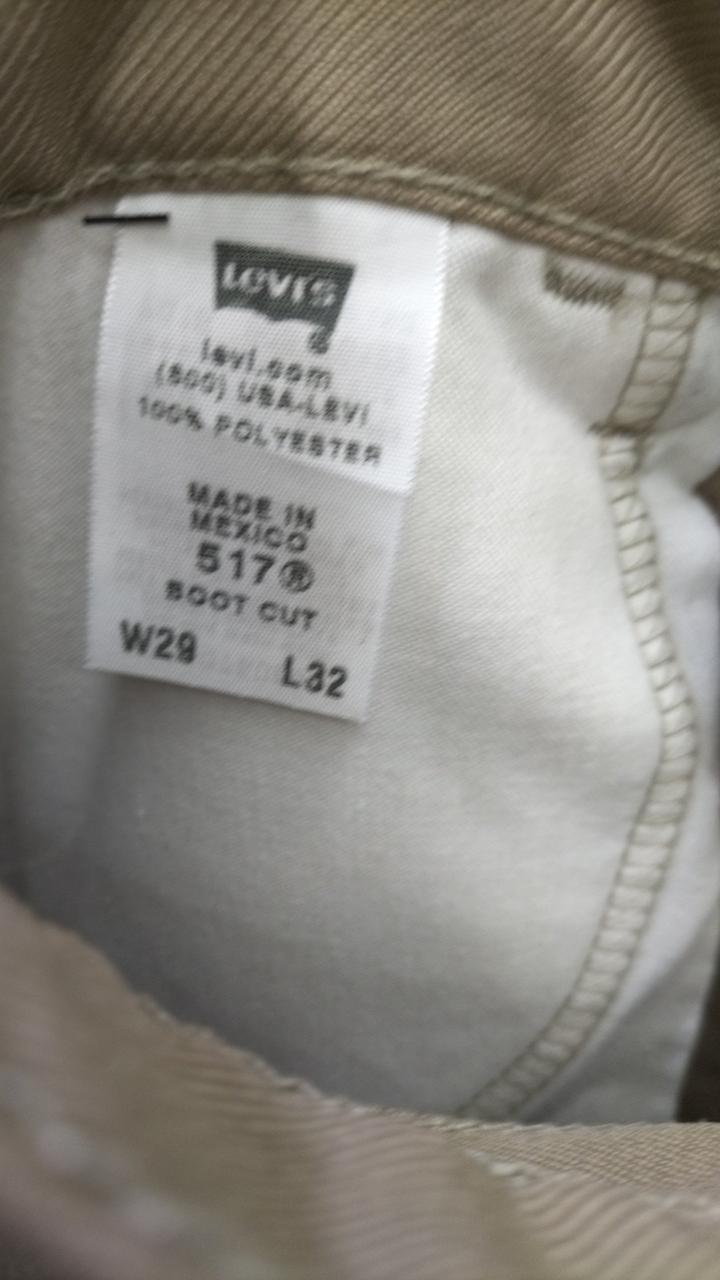 Levi's
®
levi.com
(800) USA-LEVI
100% POLYESTER
MADE IN
MEXICO
517®
BOOT CUT
W29 L32